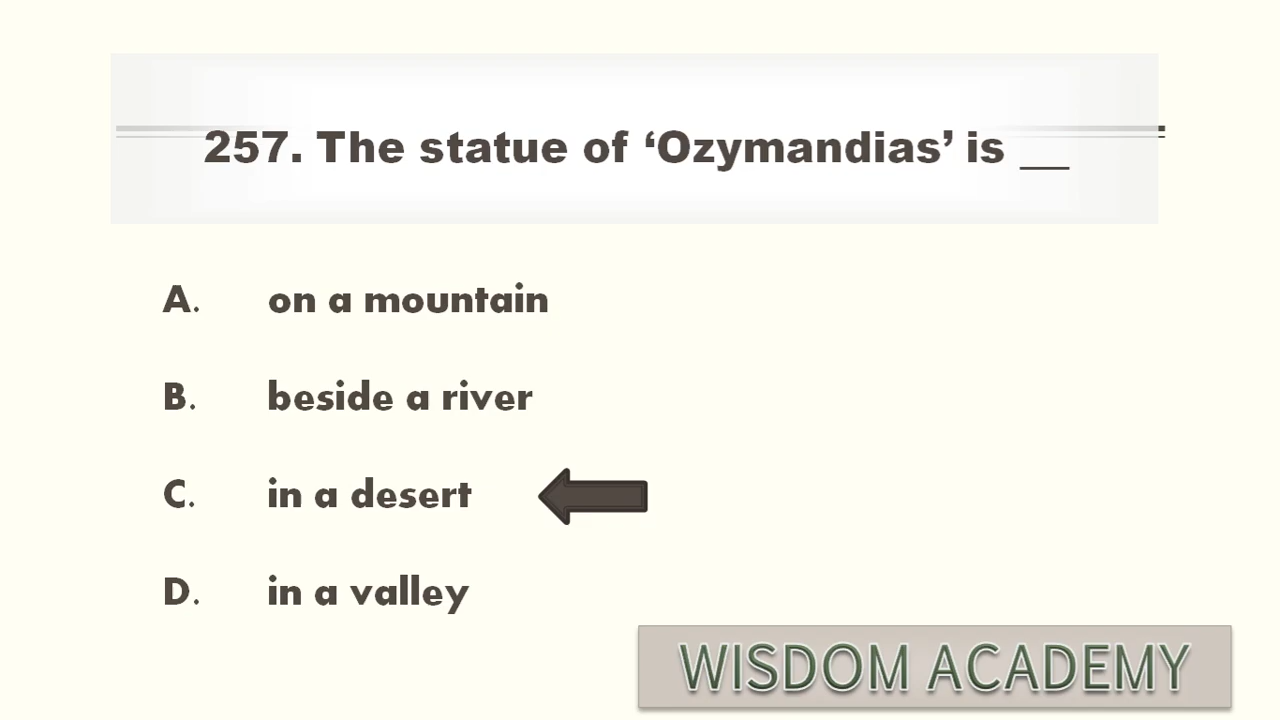 257. The statue of ‘Ozymandias’ is __
A. on a mountain
B. beside a river
C. in a desert
D. in a valley
WISDOM ACADEMY